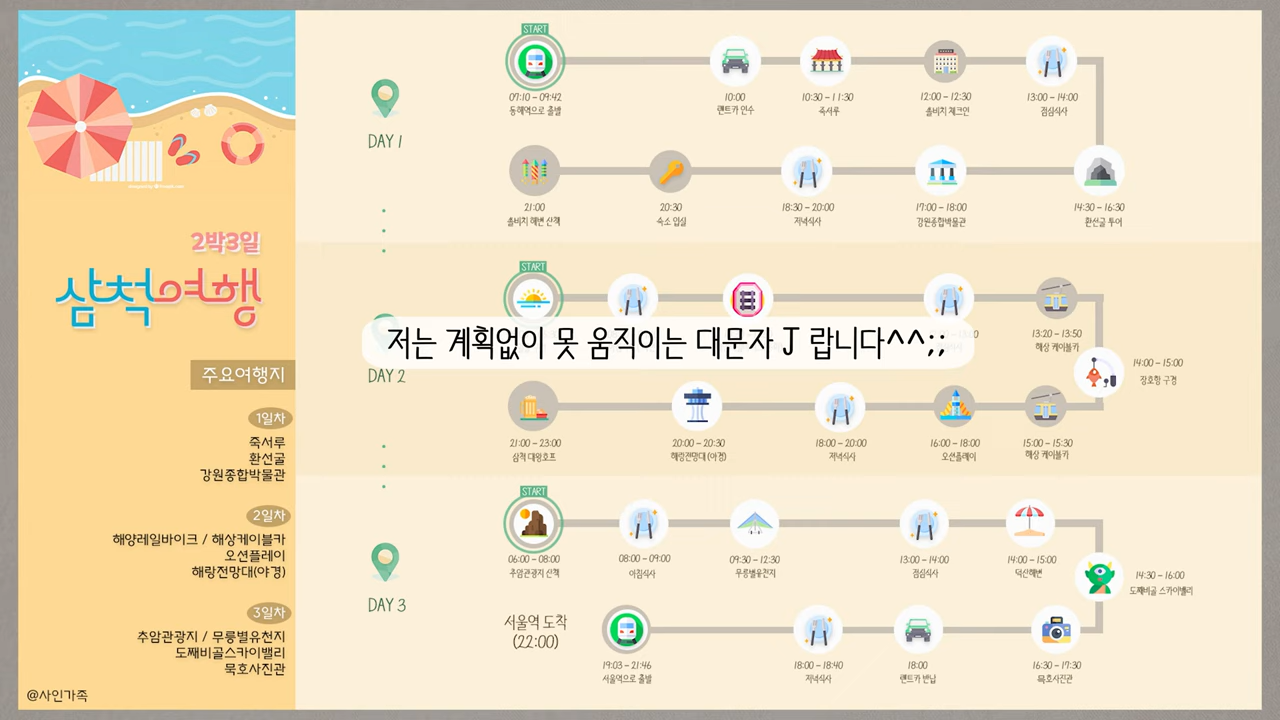 2박3일
삼척여행
주요여행지
1일차
죽서루
환선굴
강원종합박물관
2일차
해양레일바이크 / 해상케이블카
오션플레이
해랑전망대(야경)
3일차
추암관광지 / 무릉별유천지
도째비골스카이밸리
묵호사진관
@사인가족
DAY 1
START
07:10 - 09:42
동해역으로 출발
10:00
렌트카 인수
10:30 - 11:30
죽서루
12:00 - 12:30
쏠비치 체크인
13:00 - 14:00
점심식사
14:30 - 16:30
환선굴 투어
17:00 - 18:00
강원종합박물관
18:30 - 20:00
저녁식사
20:30
숙소 입실
21:00
쏠비치 해변 산책
DAY 2
START
저는 계획없이 못 움직이는 대문자 J 랍니다^^;;
13:20 - 13:50
해상 케이블카
14:00 - 15:00
장호항 구경
15:00 - 15:30
해상 케이블카
16:00 - 18:00
오션플레이
18:00 - 20:00
저녁식사
20:00 - 20:30
해랑전망대 (야경)
21:00 - 23:00
삼척 대왕호프
DAY 3
START
06:00 - 08:00
추암관광지 산책
08:00 - 09:00
아침식사
09:30 - 12:30
무릉별유천지
13:00 - 14:00
점심식사
14:00 - 15:00
덕산해변
14:30 - 16:00
도째비골 스카이밸리
16:30 - 17:30
묵호사진관
18:00
렌트카 반납
18:00 - 18:40
저녁식사
19:03 - 21:46
서울역으로 출발
서울역 도착
(22:00)